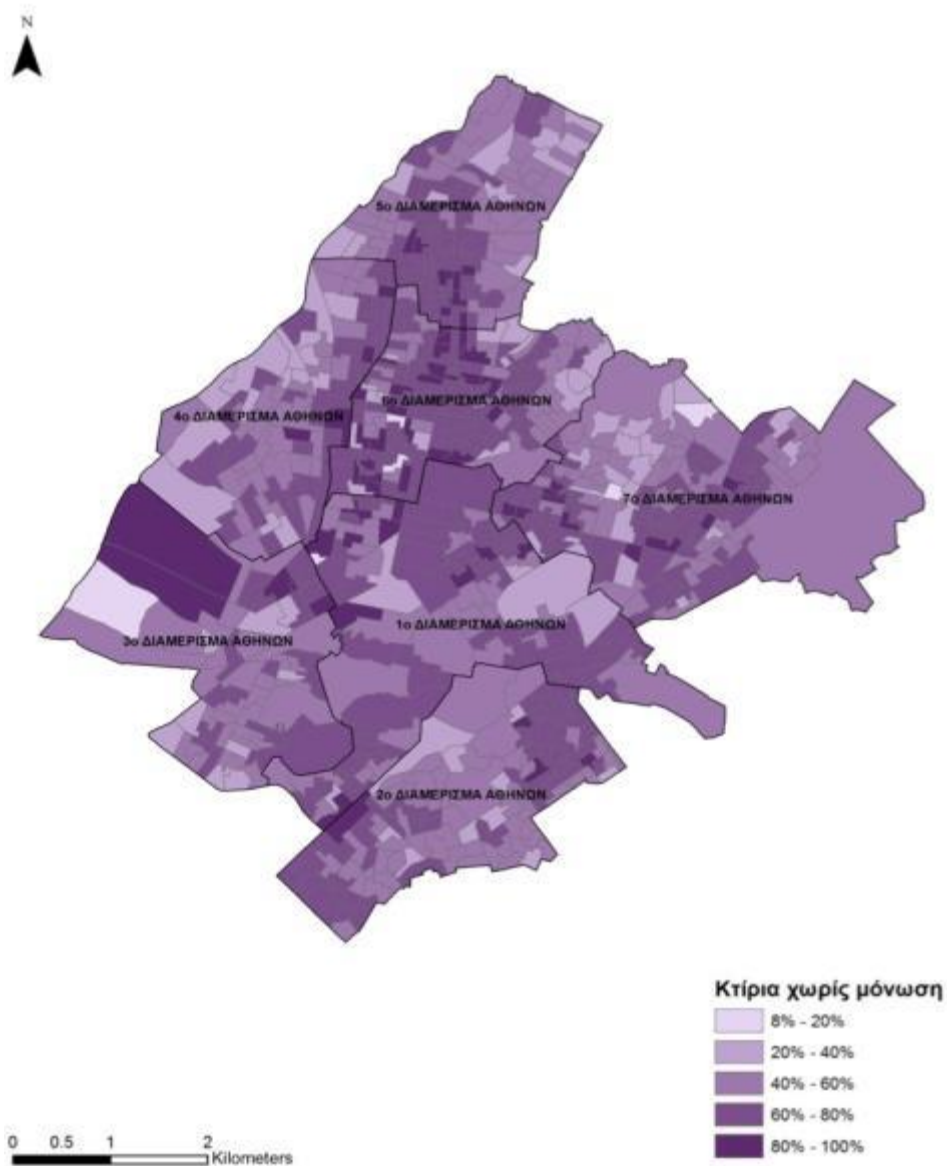 N
5ο ΔΙΑΜΕΡΙΣΜΑ ΑΘΗΝΩΝ
6ο ΔΙΑΜΕΡΙΣΜΑ ΑΘΗΝΩΝ
4ο ΔΙΑΜΕΡΙΣΜΑ ΑΘΗΝΩΝ
7ο ΔΙΑΜΕΡΙΣΜΑ ΑΘΗΝΩΝ
1ο ΔΙΑΜΕΡΙΣΜΑ ΑΘΗΝΩΝ
3ο ΔΙΑΜΕΡΙΣΜΑ ΑΘΗΝΩΝ
2ο ΔΙΑΜΕΡΙΣΜΑ ΑΘΗΝΩΝ
Κτίρια χωρίς μόνωση
8% - 20%
20% - 40%
40% - 60%
60% - 80%
80% - 100%
0 0.5 1 2
Kilometers